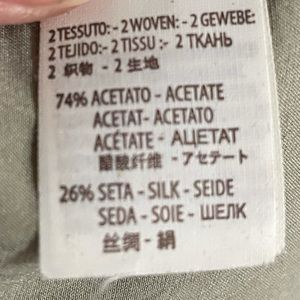 2 TESSUTO: - 2 WOVEN: - 2 GEWEBE:
2 TEJIDO: - 2 TISSU : - 2 ТКАНЬ
2 织物 - 2 生地
74% ACETATO - ACETATE
ACETAT - ACETATO
ACÉTATE - АЦЕТАТ
醋酸纤维 - アセテート
26% SETA - SILK - SEIDE
SEDA - SOIE - ШЕЛК
丝绸 - 絹